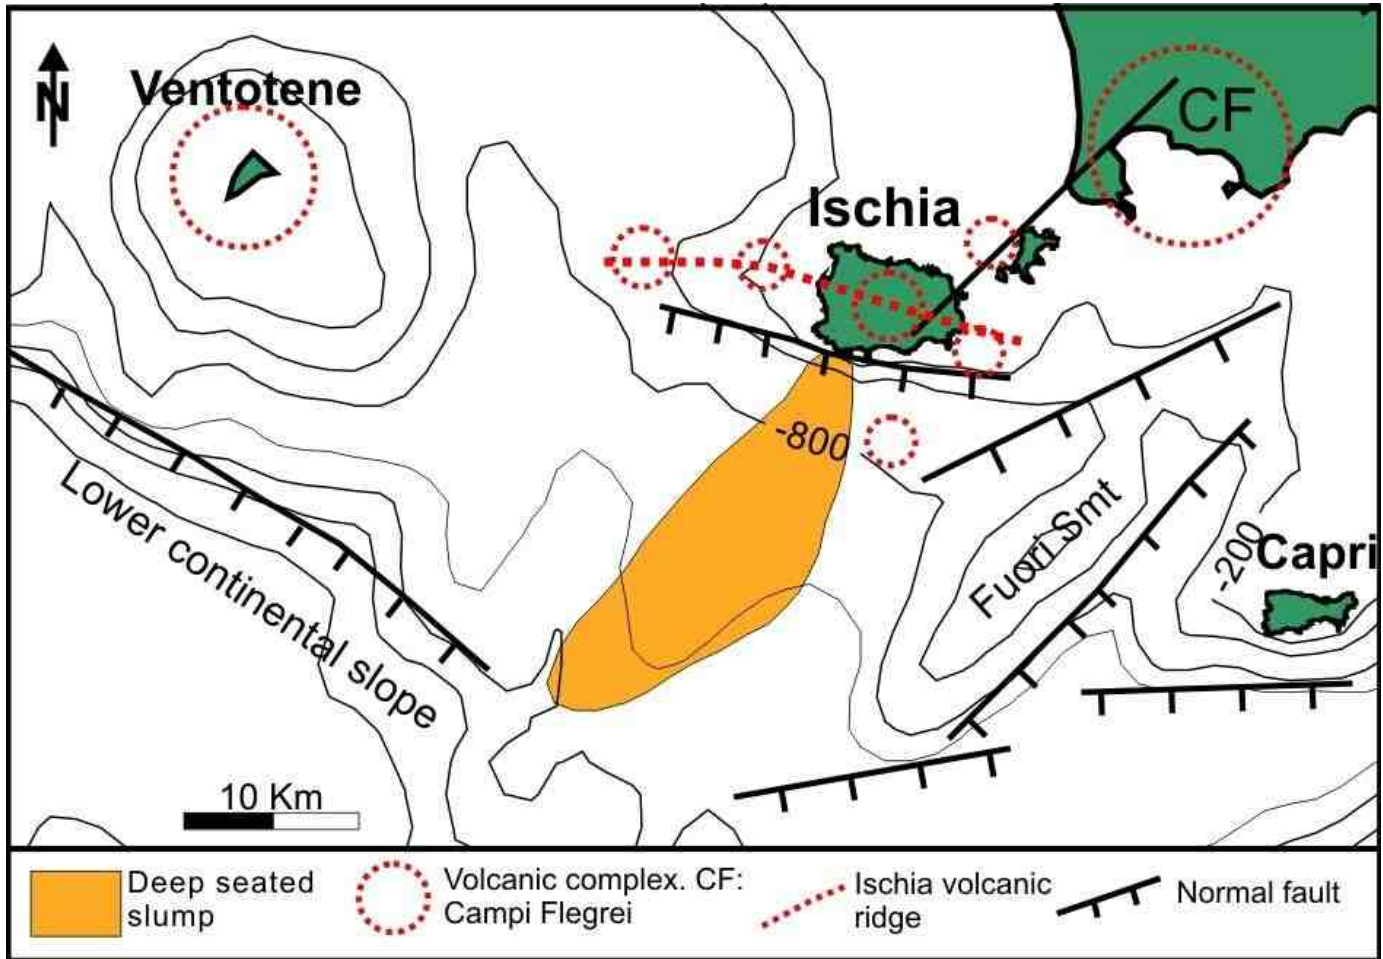 N
Ventotene
CF
Ischia
-800
Lower continental slope
Fuori Smt
-200
Capri
10 Km
Deep seated
slump
Volcanic complex. CF:
Campi Flegrei
Ischia volcanic
ridge
Normal fault